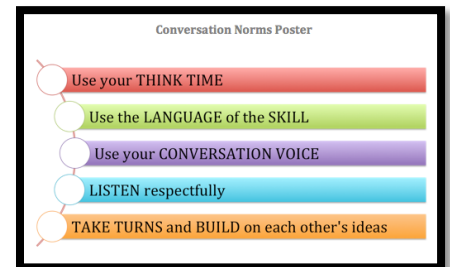 Conversation Norms Poster
Use your THINK TIME
Use the LANGUAGE of the SKILL
Use your CONVERSATION VOICE
LISTEN respectfully
TAKE TURNS and BUILD on each other's ideas